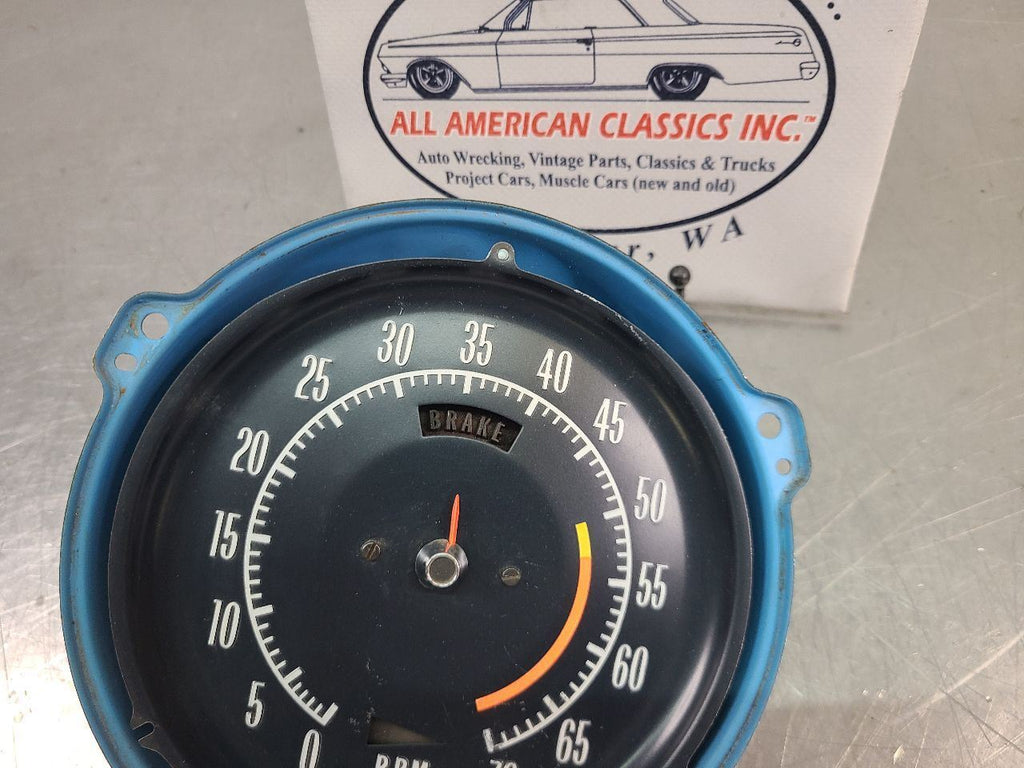 ALL AMERICAN CLASSICS INC.™
Auto Wrecking, Vintage Parts, Classics & Trucks
Project Cars, Muscle Cars (new and old)
WA
0
5
10
15
20
25
30
35
40
45
50
55
60
65
BRAKE
RPM